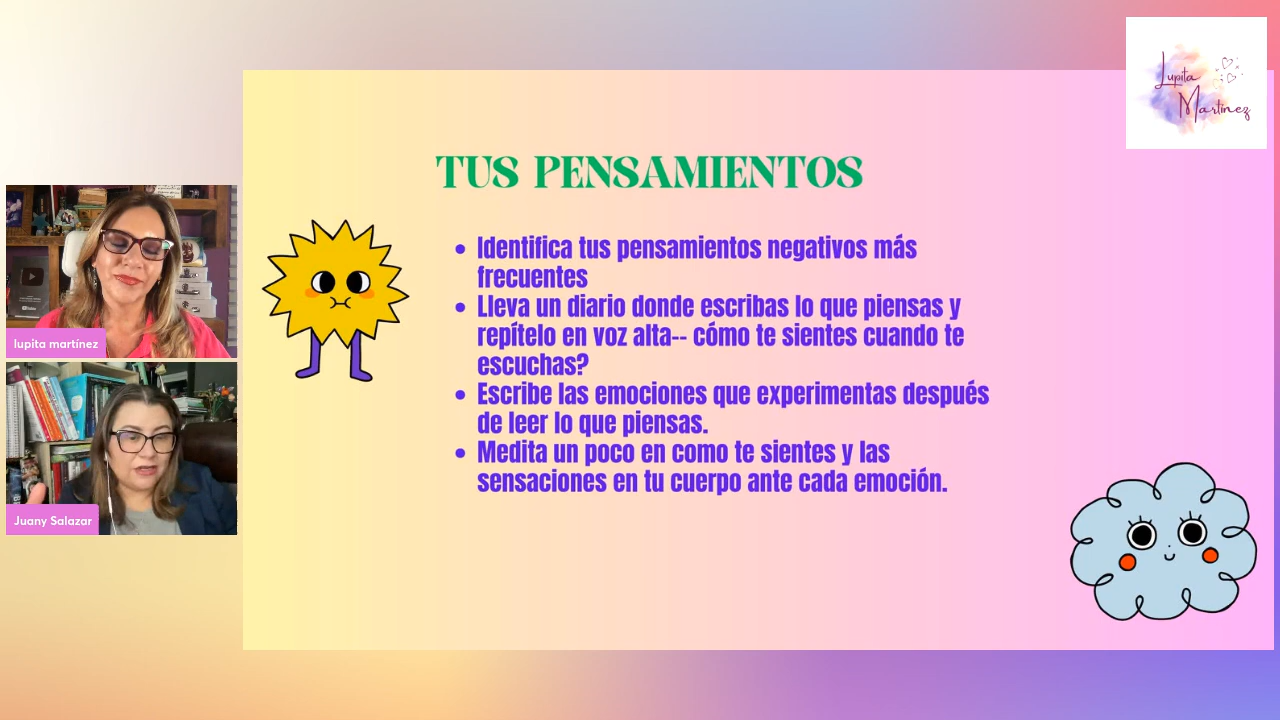 Lupita
Martínez
TUS PENSAMIENTOS
Identifica tus pensamientos negativos más
frecuentes
Lleva un diario donde escribas lo que piensas y
repítelo en voz alta-- cómo te sientes cuando te
escuchas?
Escribe las emociones que experimentas después
de leer lo que piensas.
Medita un poco en como te sientes y las
sensaciones en tu cuerpo ante cada emoción.
lupita martínez
Juany Salazar